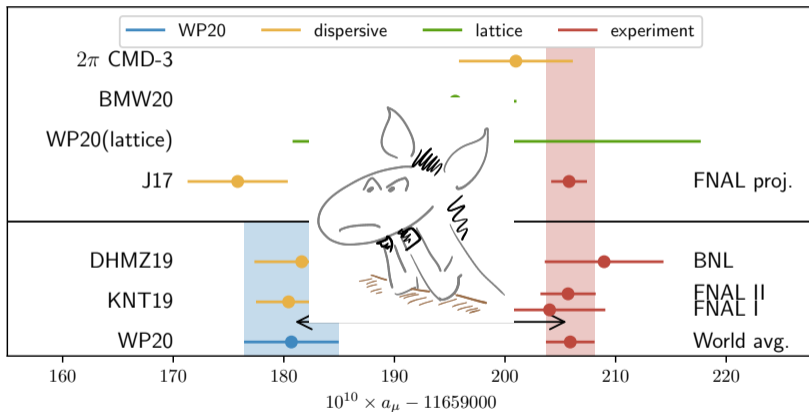 WP20 dispersive lattice experiment
2π CMD-3
BMW20
WP20(lattice)
J17 FNAL proj.
DHMZ19 BNL
FNAL II
KNT19 FNAL I
WP20 World avg.
160 170 180 190 200 210 220
10¹⁰ × aμ − 11659000